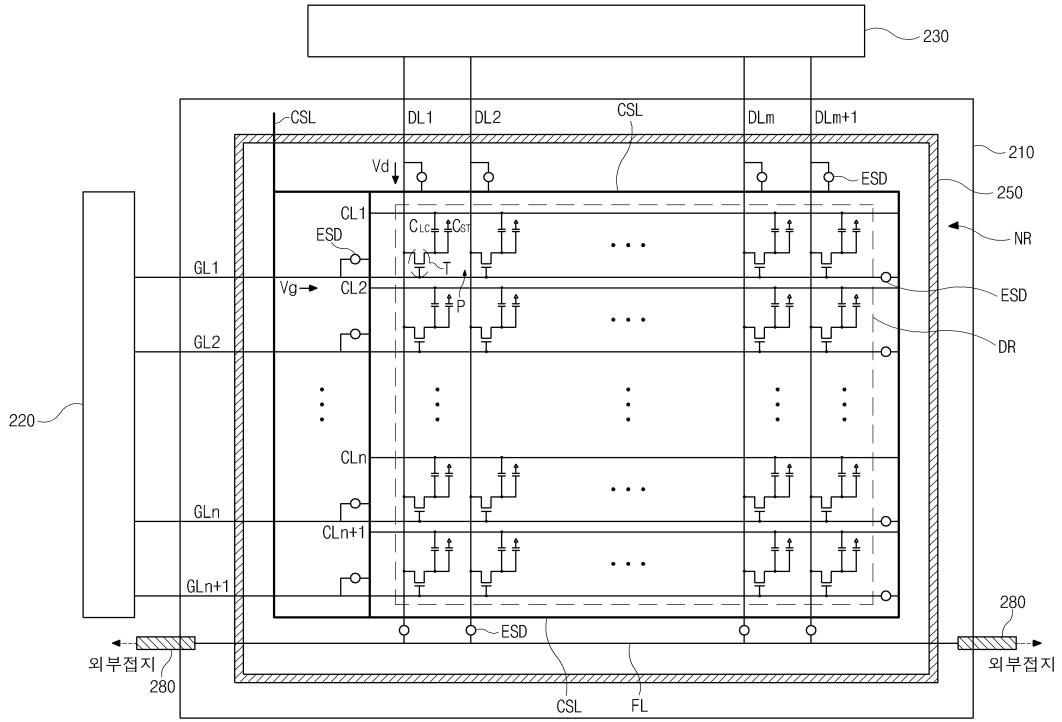 230
CSL
DL1
DL2
CSL
DLm
DLm+1
210
Vd
ESD
250
CL1
CLC
CST
NR
ESD
GL1
T
Vg
CL2
P
ESD
GL2
DR
220
CLn
GLn
CLn+1
GLn+1
280
ESD
280
외부접지
외부접지
280
CSL
FL